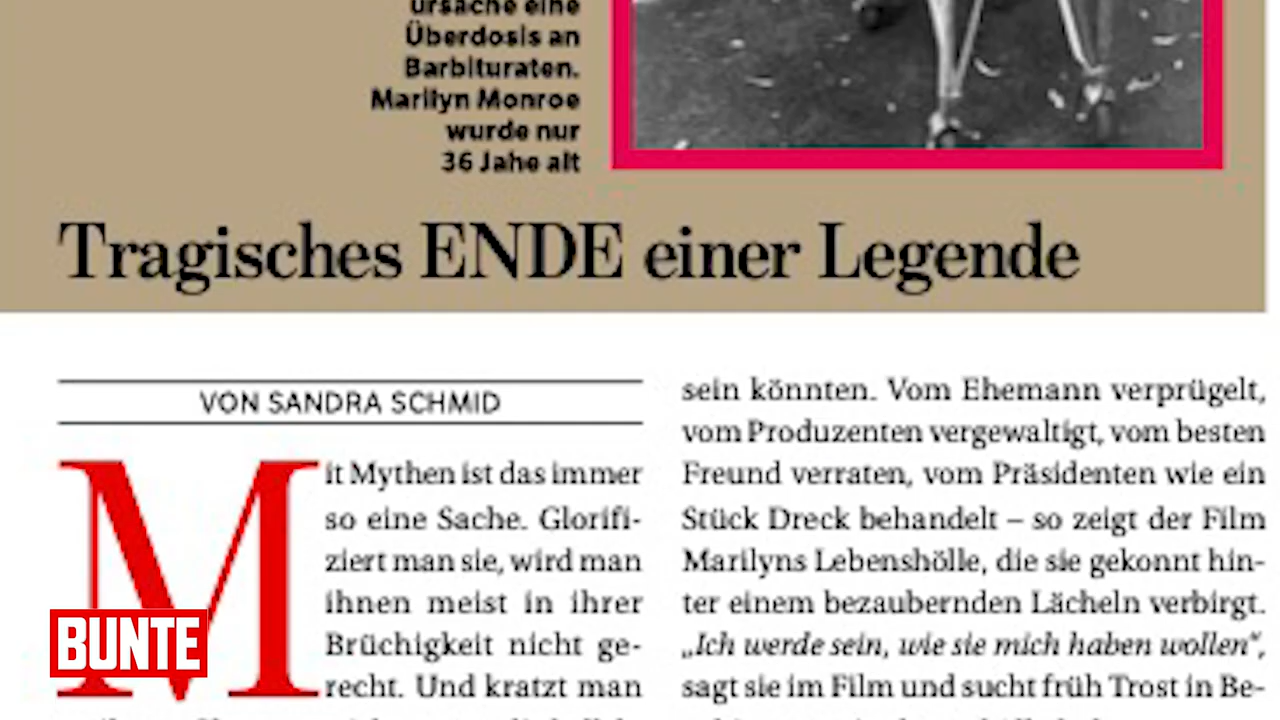 ursache eine
Überdosis an
Barbituraten.
Marilyn Monroe
wurde nur
36 Jahe alt
Tragisches ENDE einer Legende
VON SANDRA SCHMID
Mit Mythen ist das immer
so eine Sache. Glorifi-
ziert man sie, wird man
ihnen meist in ihrer
Brüchigkeit nicht ge-
recht. Und kratzt man
sein könnten. Vom Ehemann verprügelt,
vom Produzenten vergewaltigt, vom besten
Freund verraten, vom Präsidenten wie ein
Stück Dreck behandelt – so zeigt der Film
Marilyns Lebenshölle, die sie gekonnt hin-
ter einem bezaubernden Lächeln verbirgt.
„Ich werde sein, wie sie mich haben wollen“,
sagt sie im Film und sucht früh Trost in Be-
BUNTE